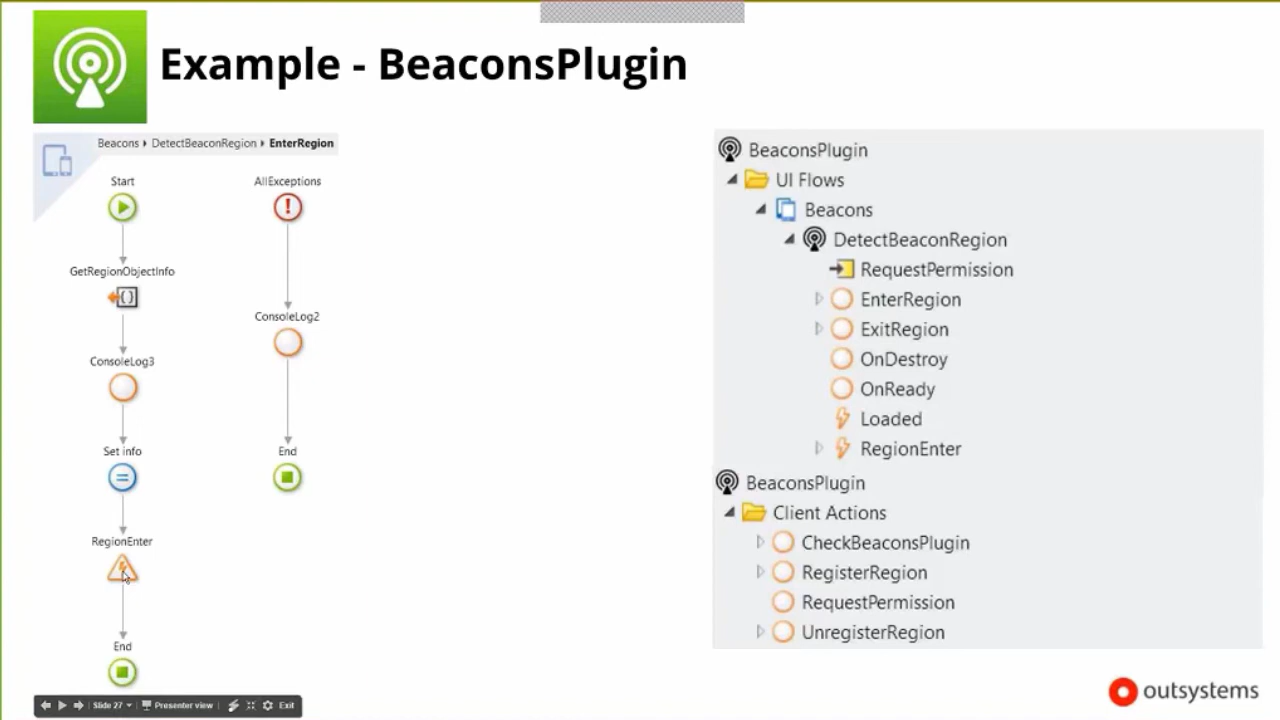 Example - BeaconsPlugin
Beacons DetectBeaconRegion EnterRegion
Start
GetRegionObjectInfo
ConsoleLog3
Set info
RegionEnter
End
AllExceptions
ConsoleLog2
End
BeaconsPlugin
UI Flows
Beacons
DetectBeaconRegion
RequestPermission
EnterRegion
ExitRegion
OnDestroy
OnReady
Loaded
RegionEnter
BeaconsPlugin
Client Actions
CheckBeaconsPlugin
RegisterRegion
RequestPermission
UnregisterRegion
Slide 27 Presenter view Exit
outsystems